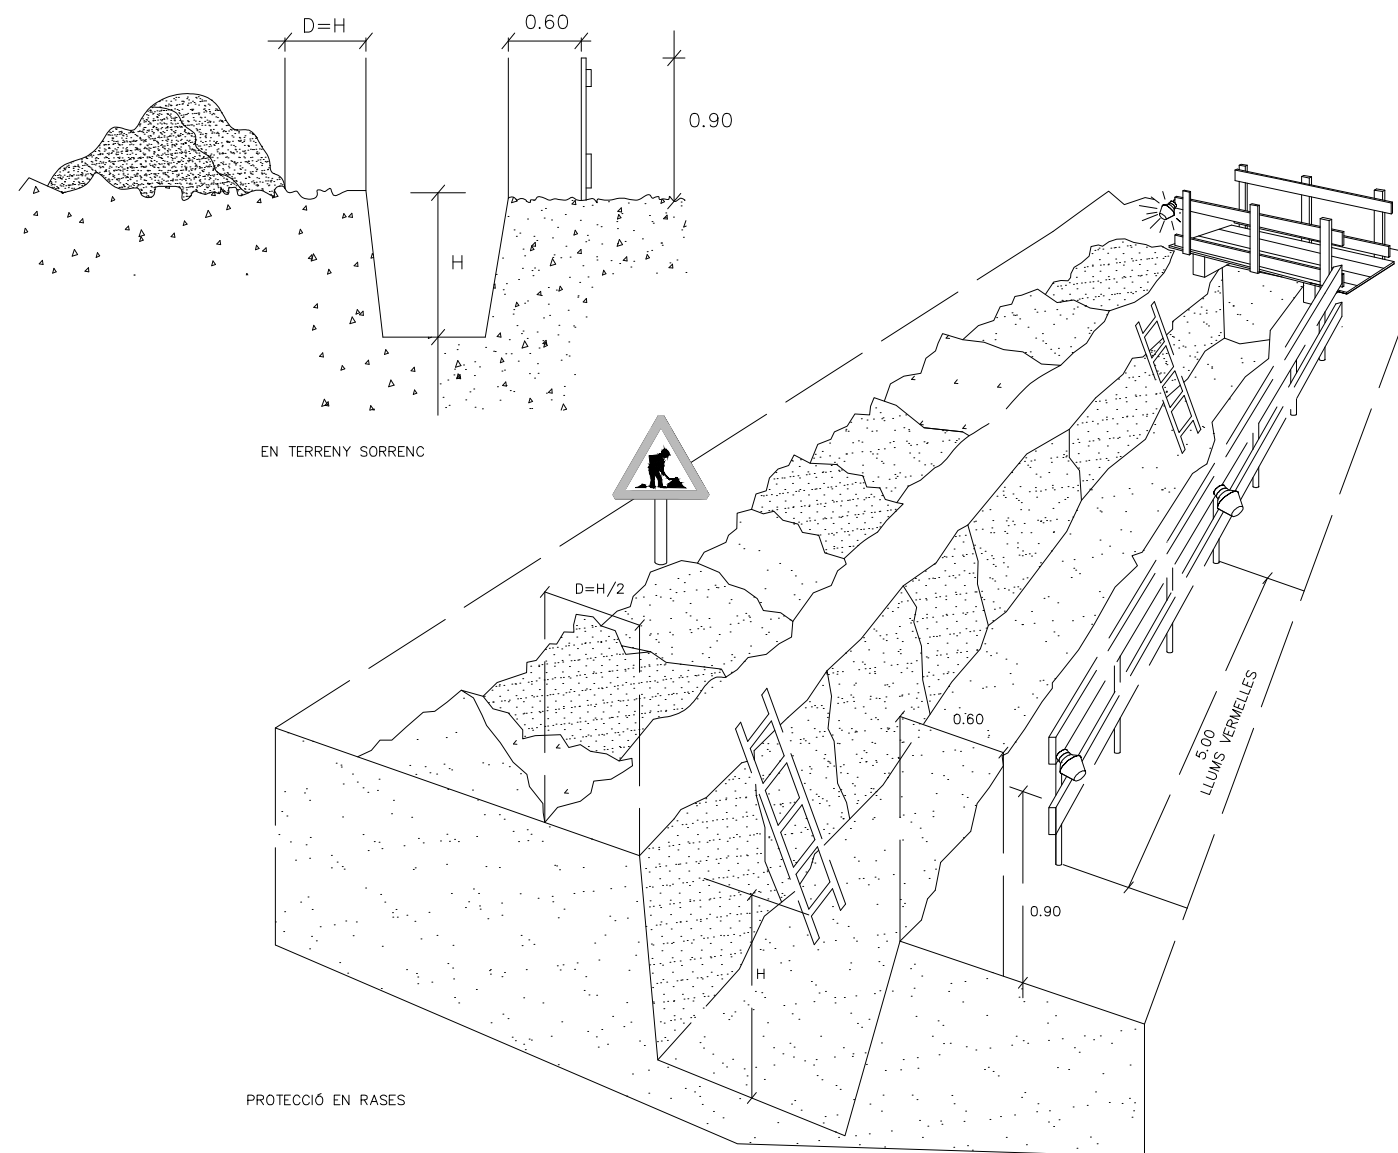 D=H
0.60
0.90
H
EN TERRENY SORRENC
D=H/2
0.60
5.00
LLUMS VERMELLES
0.90
H
PROTECCIÓ EN RASES